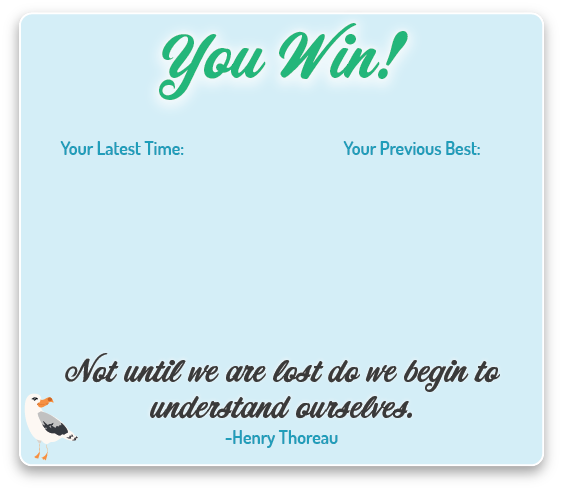 You Win!
Your Latest Time: Your Previous Best:
Not until we are lost do we begin to
understand ourselves.
-Henry Thoreau